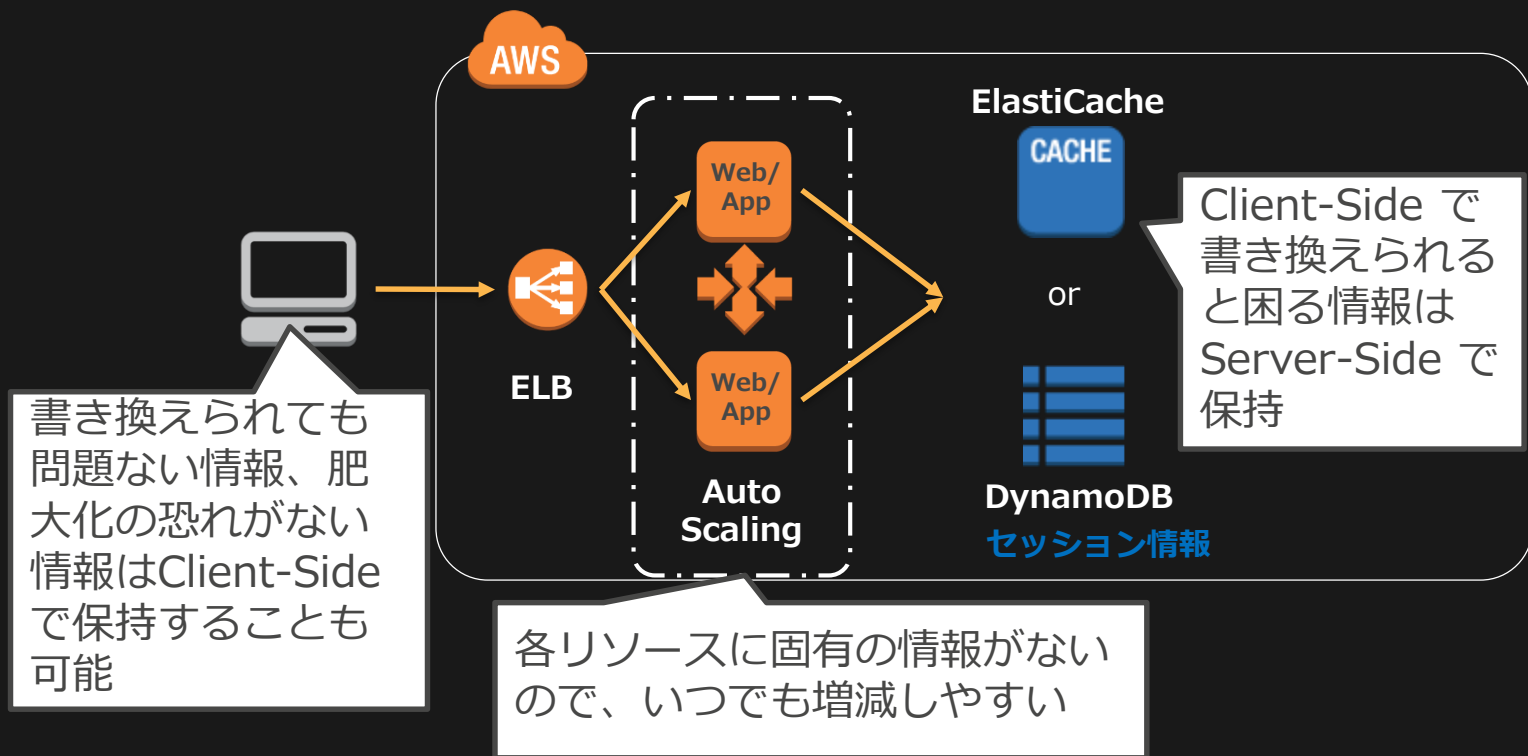 AWS
ElastiCache
CACHE
Web/
App
Client-Side で
書き換えられる
と困る情報は
Server-Side で
保持
or
ELB
Web/
App
書き換えられても
問題ない情報、肥
大化の恐れがない
情報はClient-Side
で保持することも
可能
Auto
Scaling
DynamoDB
セッション情報
各リソースに固有の情報がない
ので、いつでも増減しやすい